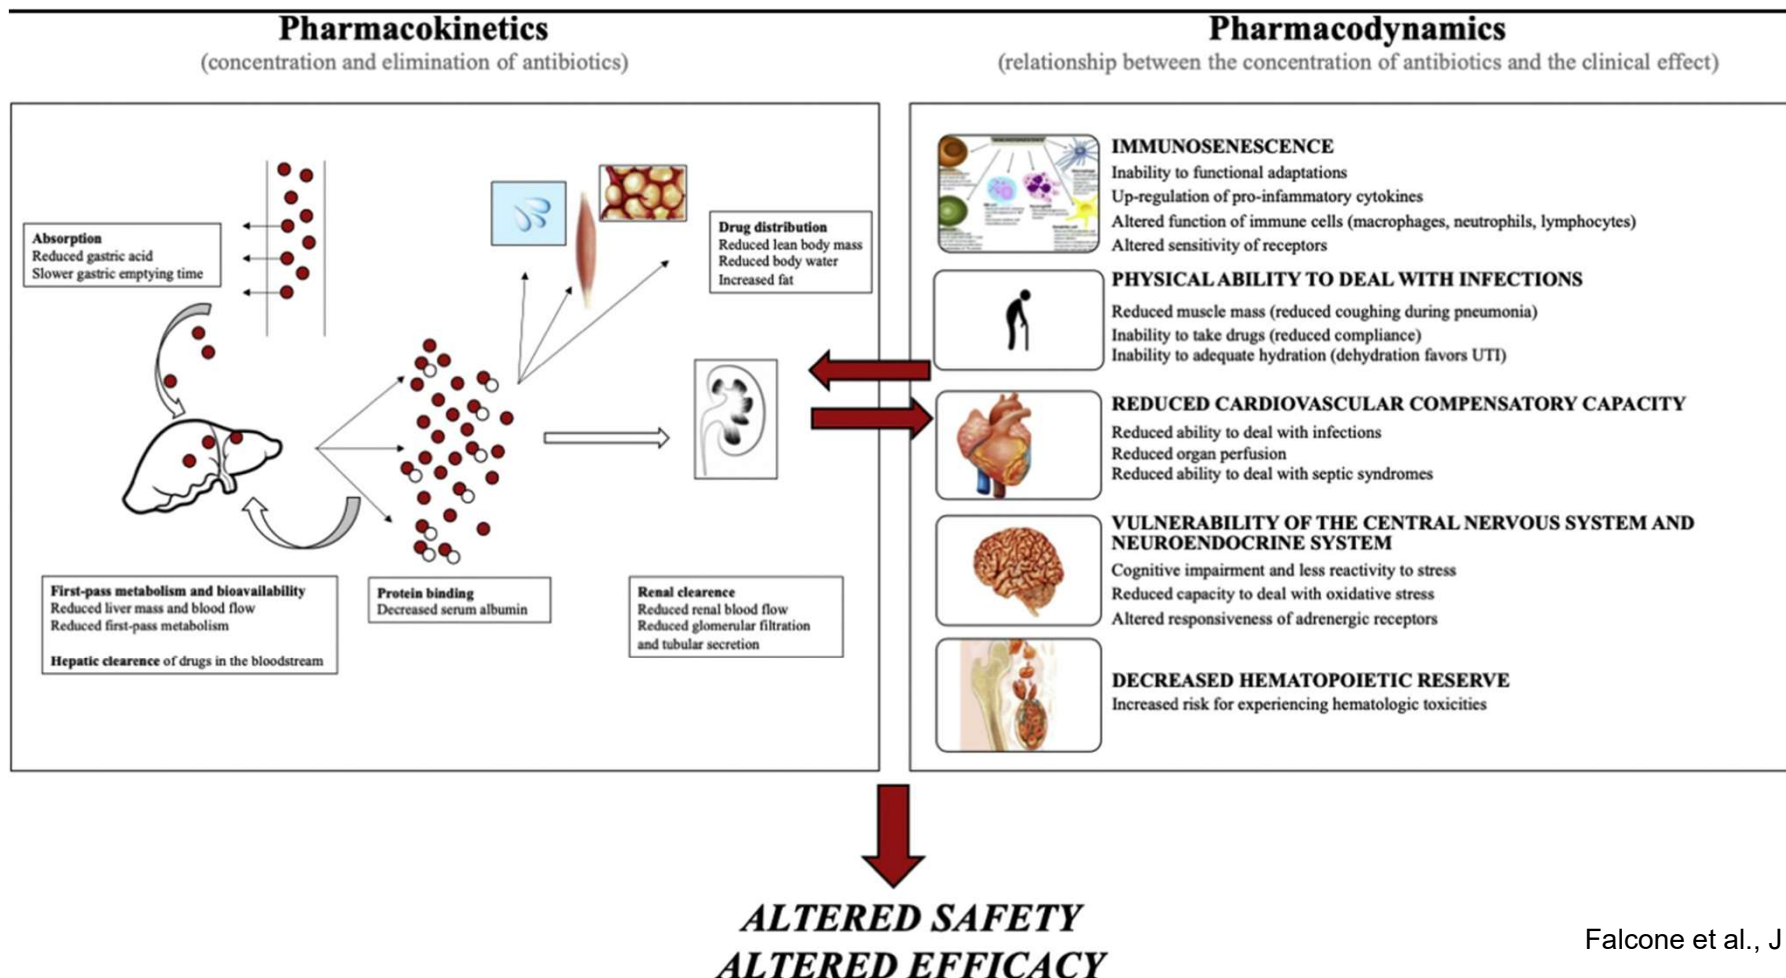 Pharmacokinetics
(concentration and elimination of antibiotics)
Absorption
Reduced gastric acid
Slower gastric emptying time
Drug distribution
Reduced lean body mass
Reduced body water
Increased fat
First-pass metabolism and bioavailability
Reduced liver mass and blood flow
Reduced first-pass metabolism
Hepatic clearence of drugs in the bloodstream
Protein binding
Decreased serum albumin
Renal clearence
Reduced renal blood flow
Reduced glomerular filtration
and tubular secretion
Pharmacodynamics
(relationship between the concentration of antibiotics and the clinical effect)
IMMUNOSENESCENCE
Inability to functional adaptations
Up-regulation of pro-infammatory cytokines
Altered function of immune cells (macrophages, neutrophils, lymphocytes)
Altered sensitivity of receptors
PHYSICAL ABILITY TO DEAL WITH INFECTIONS
Reduced muscle mass (reduced coughing during pneumonia)
Inability to take drugs (reduced compliance)
Inability to adequate hydration (dehydration favors UTI)
REDUCED CARDIOVASCULAR COMPENSATORY CAPACITY
Reduced ability to deal with infections
Reduced organ perfusion
Reduced ability to deal with septic syndromes
VULNERABILITY OF THE CENTRAL NERVOUS SYSTEM AND
NEUROENDOCRINE SYSTEM
Cognitive impairment and less reactivity to stress
Reduced capacity to deal with oxidative stress
Altered responsiveness of adrenergic receptors
DECREASED HEMATOPOIETIC RESERVE
Increased risk for experiencing hematologic toxicities
ALTERED SAFETY
ALTERED EFFICACY
Falcone et al., J